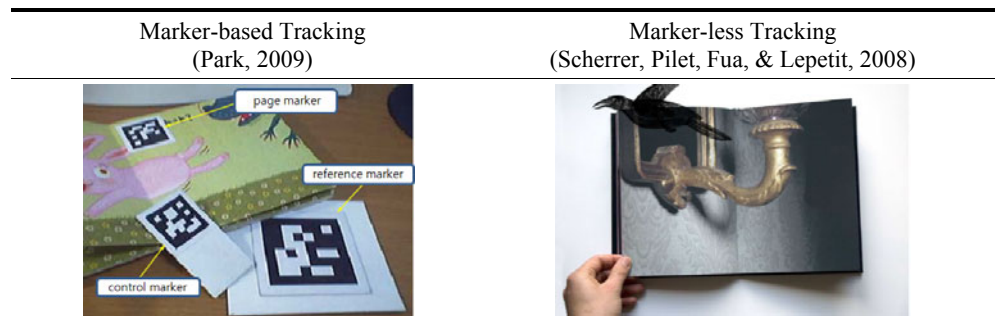 Marker-based Tracking
(Park, 2009)
Marker-less Tracking
(Scherrer, Pilet, Fua, & Lepetit, 2008)
page marker
reference marker
control marker